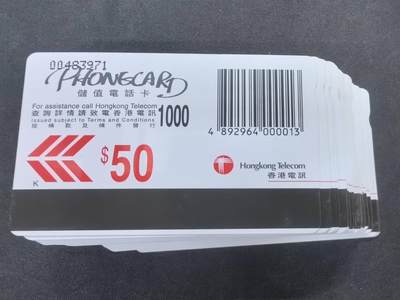 00483971
PHONECARD
儲值電話卡
For assistance call Hongkong Telecom
查詢詳情請致電香港電訊
1000
Issued subject to Terms and Conditions
按條款及條件發行
4 892964 000013
$50
K
Hongkong Telecom
香港電訊